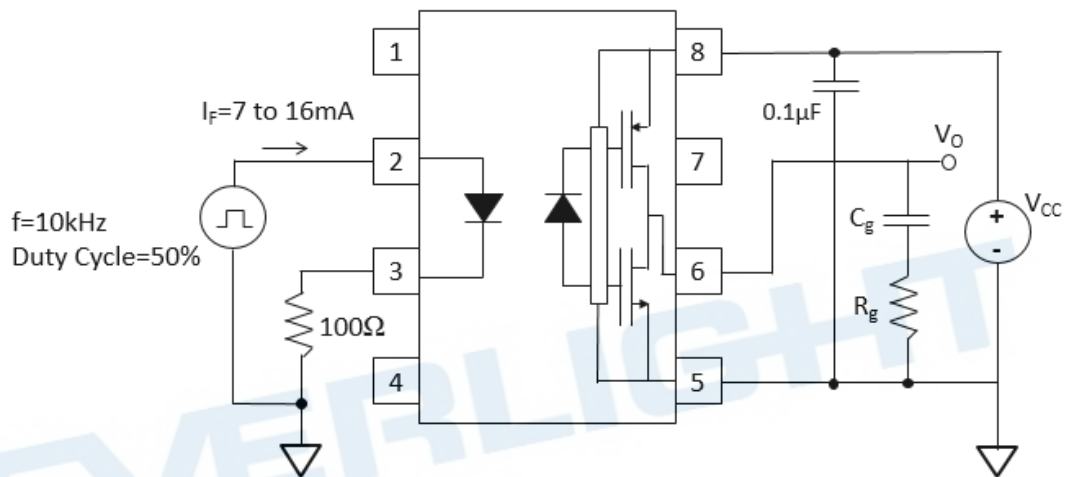 1
8
I_F=7 to 16mA
0.1µF
V_O
2
7
f=10kHz
Duty Cycle=50%
C_g
V_CC
+
-
3
6
100Ω
R_g
4
5
EVERLIGHT